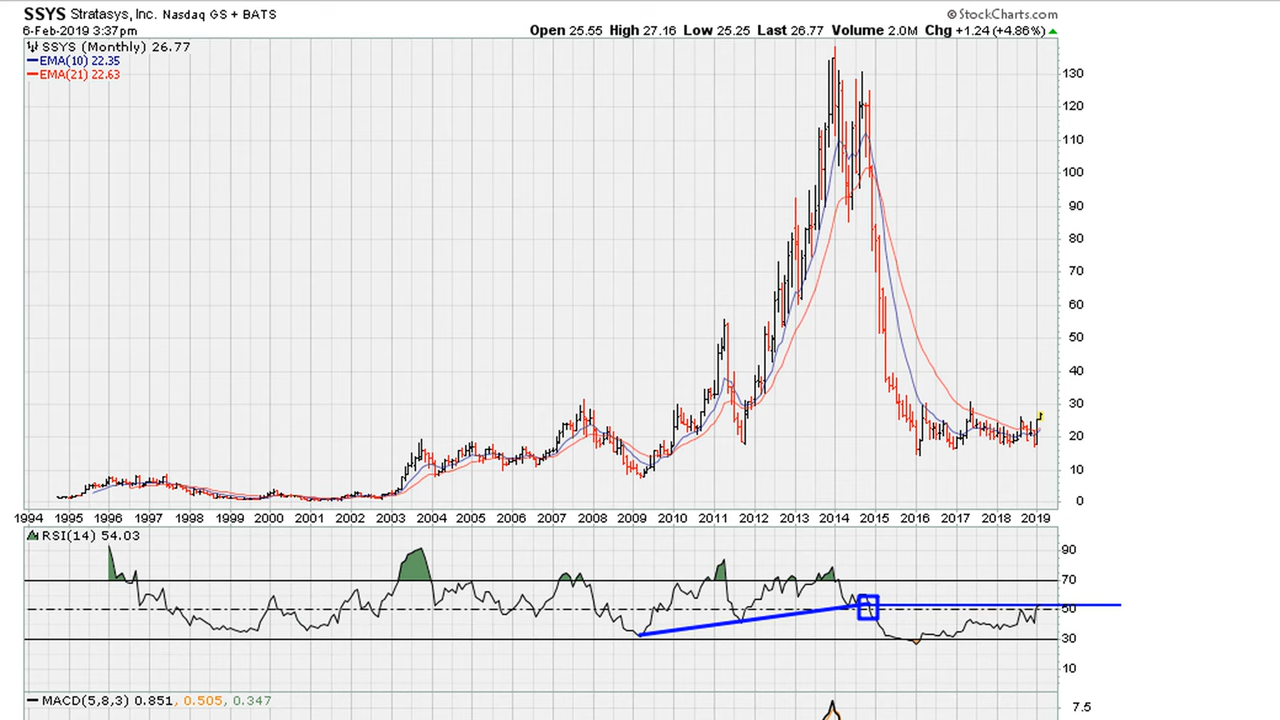 SSYS Stratasys, Inc. Nasdaq GS + BATS
© StockCharts.com
6-Feb-2019 3:37pm
Open 25.55 High 27.16 Low 25.25 Last 26.77 Volume 2.0M Chg +1.24 (+4.86%)
SSYS (Monthly) 26.77
EMA(10) 22.35
EMA(21) 22.63
130
120
110
100
90
80
70
60
50
40
30
20
10
0
1994 1995 1996 1997 1998 1999 2000 2001 2002 2003 2004 2005 2006 2007 2008 2009 2010 2011 2012 2013 2014 2015 2016 2017 2018 2019
RSI(14) 54.03
90
70
50
30
10
MACD(5,8,3) 0.851, 0.505, 0.347
7.5